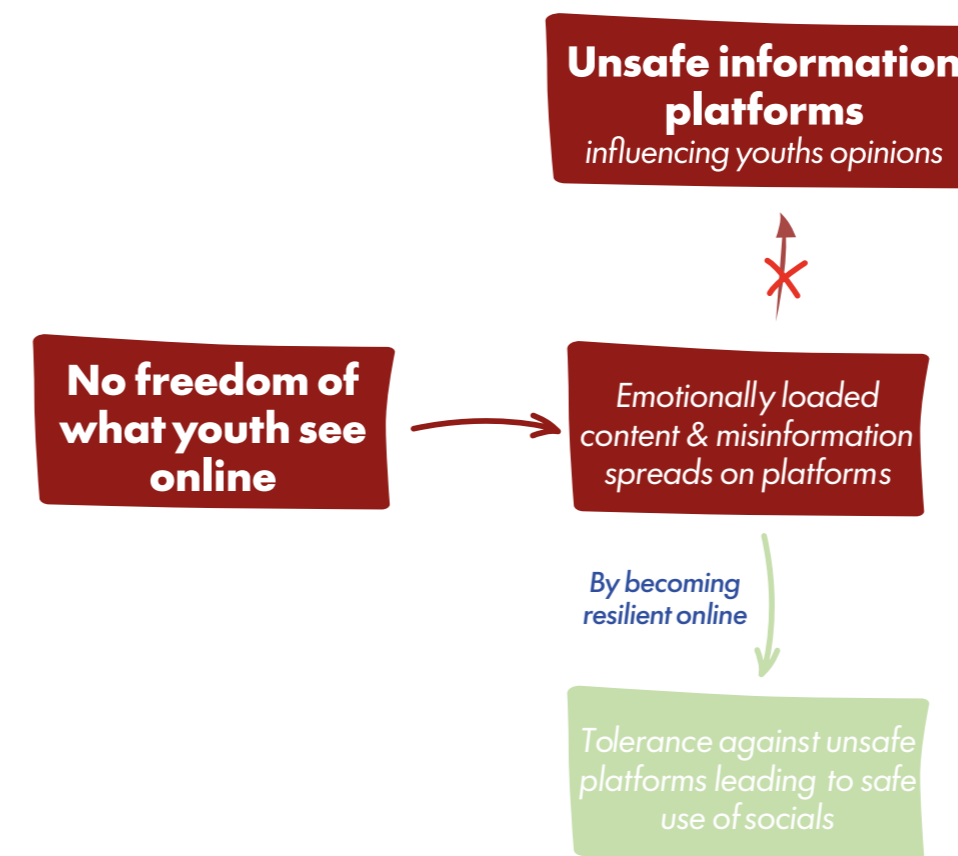 Unsafe information
platforms
influencing youths opinions
No freedom of
what youth see
online
Emotionally loaded
content & misinformation
spreads on platforms
By becoming
resilient online
Tolerance against unsafe
platforms leading to safe
use of socials